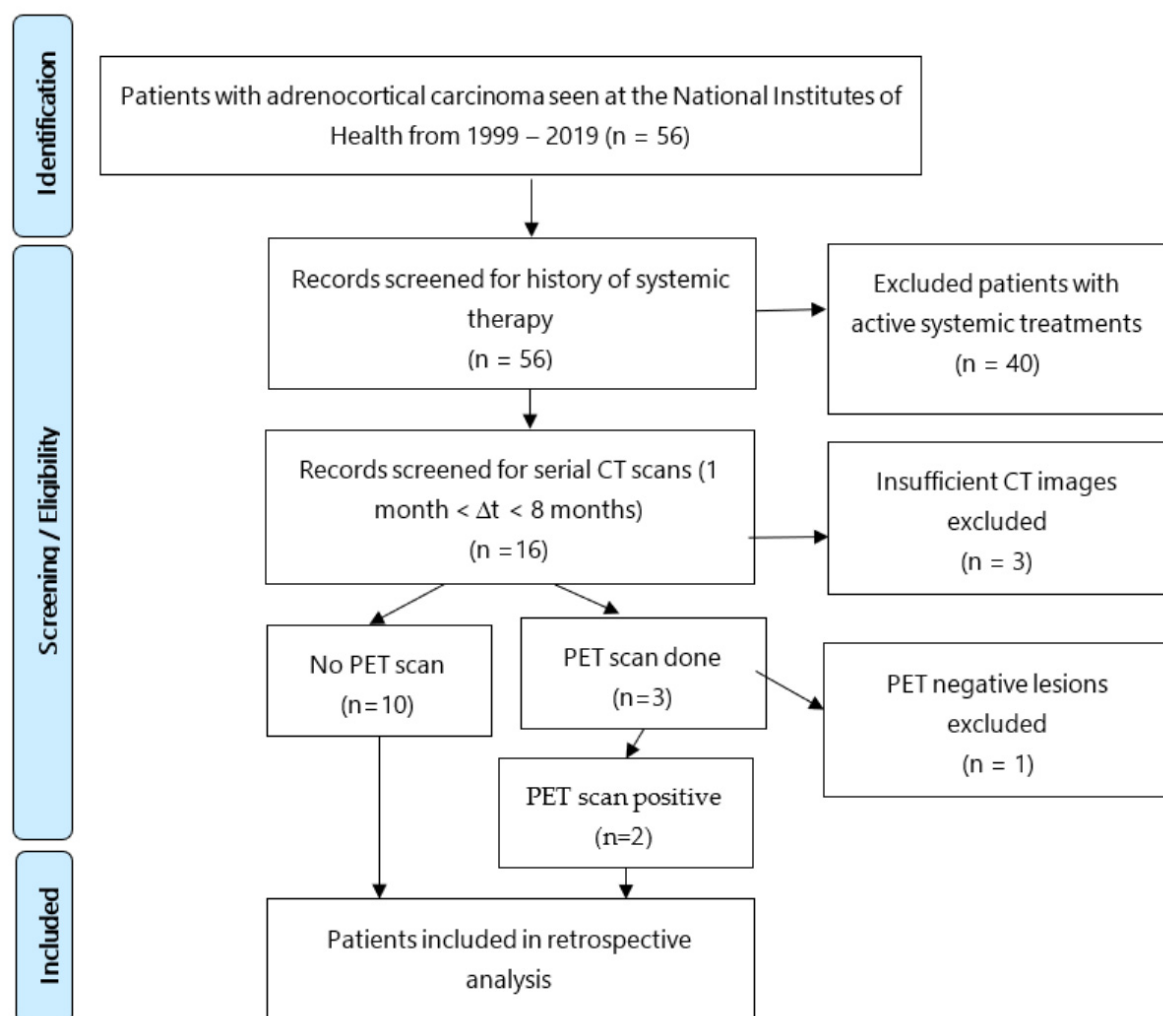 Identification
Patients with adrenocortical carcinoma seen at the National Institutes of
Health from 1999 – 2019 (n = 56)
Screening / Eligibility
Records screened for history of systemic
therapy
(n = 56)
Excluded patients with
active systemic treatments
(n = 40)
Records screened for serial CT scans (1
month < Δt < 8 months)
(n =16)
Insufficient CT images
excluded
(n = 3)
No PET scan
(n=10)
PET scan done
(n=3)
PET negative lesions
excluded
(n = 1)
PET scan positive
(n=2)
Included
Patients included in retrospective
analysis